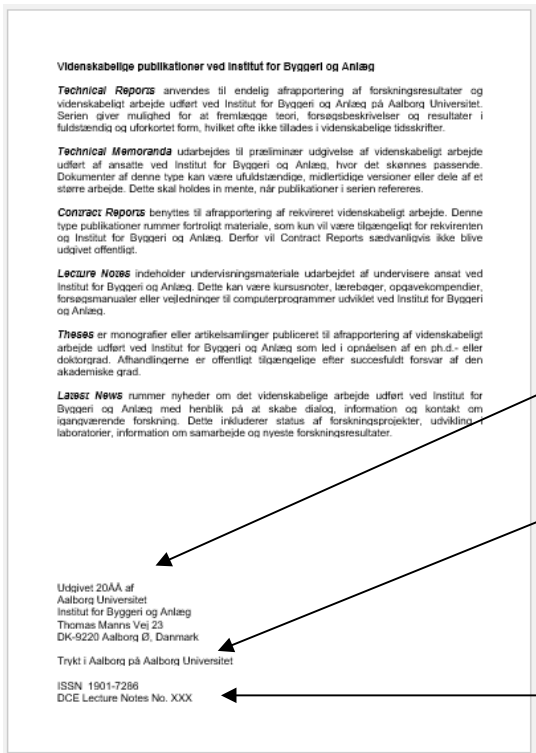 Videnskabelige publikationer ved Institut for Byggeri og Anlæg
Technical Reports anvendes til endelig afrapportering af forskningsresultater og
videnskabeligt arbejde udført ved Institut for Byggeri og Anlæg på Aalborg Universitet.
Serien giver mulighed for at fremlægge teori, forsøgsbeskrivelser og resultater i
fuldstændig og uforkortet form, hvilket ofte ikke tillades i videnskabelige tidsskrifter.
Technical Memoranda udarbejdes til præliminær udgivelse af videnskabeligt arbejde
udført af ansatte ved Institut for Byggeri og Anlæg, hvor det skønnes passende.
Dokumenter af denne type kan være ufuldstændige, midlertidige versioner eller dele af et
større arbejde. Dette skal holdes in mente, når publikationer i serien refereres.
Contract Reports benyttes til afrapportering af rekvireret videnskabeligt arbejde. Denne
type publikationer rummer fortroligt materiale, som kun vil være tilgængeligt for rekvirenten
og Institut for Byggeri og Anlæg. Derfor vil Contract Reports sædvanligvis ikke blive
udgivet offentligt.
Lecture Notes indeholder undervisningsmateriale udarbejdet af undervisere ansat ved
Institut for Byggeri og Anlæg. Dette kan være kursusnoter, lærebøger, opgavekompendier,
forsøgsmanualer eller vejledninger til computerprogrammer udviklet ved Institut for Byggeri
og Anlæg.
Theses er monografier eller artikelsamlinger publiceret til afrapportering af videnskabeligt
arbejde udført ved Institut for Byggeri og Anlæg som led i opnåelsen af en ph.d.- eller
doktorgrad. Afhandlingerne er offentligt tilgængelige efter succesfuldt forsvar af den
akademiske grad.
Latest News rummer nyheder om det videnskabelige arbejde udført ved Institut for
Byggeri og Anlæg med henblik på at skabe dialog, information og kontakt om
igangværende forskning. Dette inkluderer status af forskningsprojekter, udvikling i
laboratorier, information om samarbejde og nyeste forskningsresultater.
Udgivet 20ÅÅ af
Aalborg Universitet
Institut for Byggeri og Anlæg
Thomas Manns Vej 23
DK-9220 Aalborg Ø, Danmark
Trykt i Aalborg på Aalborg Universitet
ISSN 1901-7286
DCE Lecture Notes No. XXX